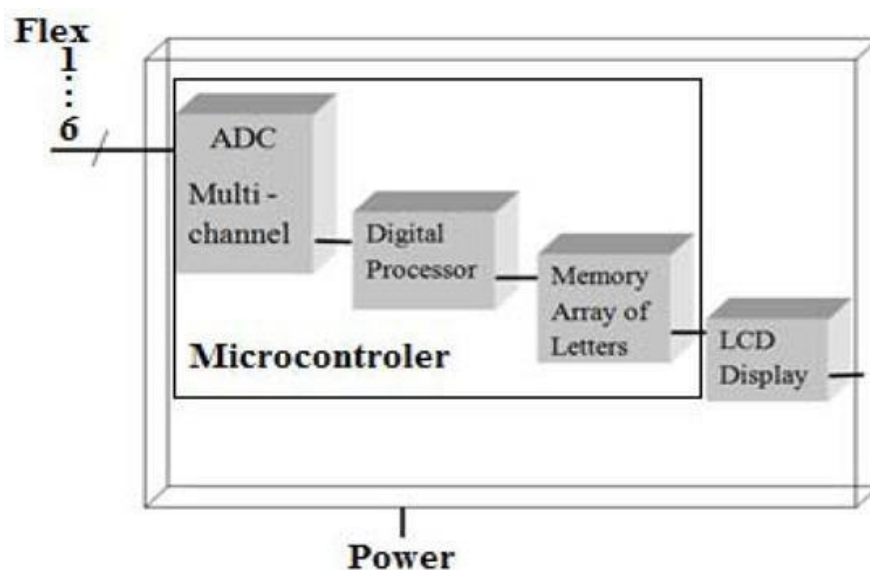 Flex
1
6
ADC
Multi -
channel
Digital
Processor
Memory
Array of
Letters
LCD
Display
Microcontroler
Power